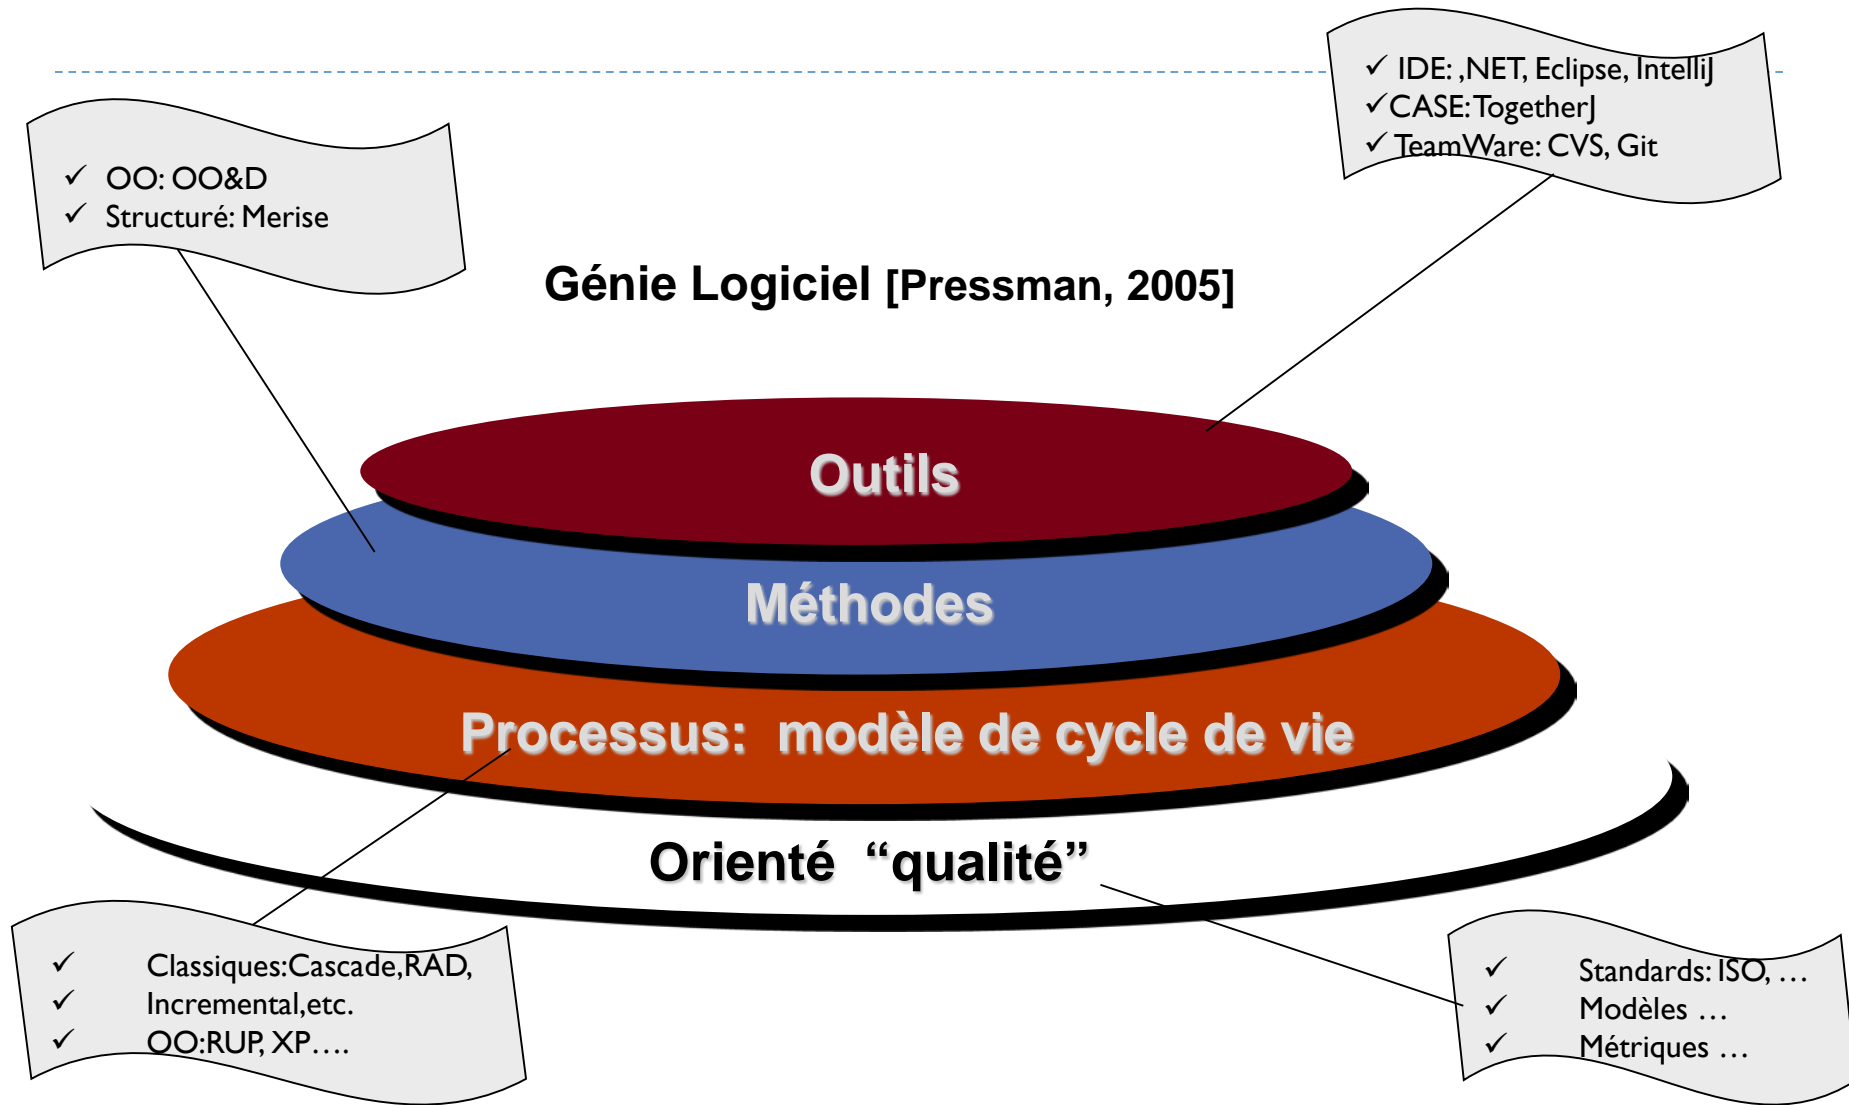 ✓ IDE: ,NET, Eclipse, IntelliJ
✓CASE: TogetherJ
✓ TeamWare: CVS, Git
✓ OO: OO&D
✓ Structuré: Merise
Génie Logiciel [Pressman, 2005]
Outils
Méthodes
Processus: modèle de cycle de vie
Orienté “qualité”
✓ Classiques:Cascade,RAD,
✓ Incremental,etc.
✓ OO:RUP, XP….
✓ Standards: ISO, …
✓ Modèles …
✓ Métriques …